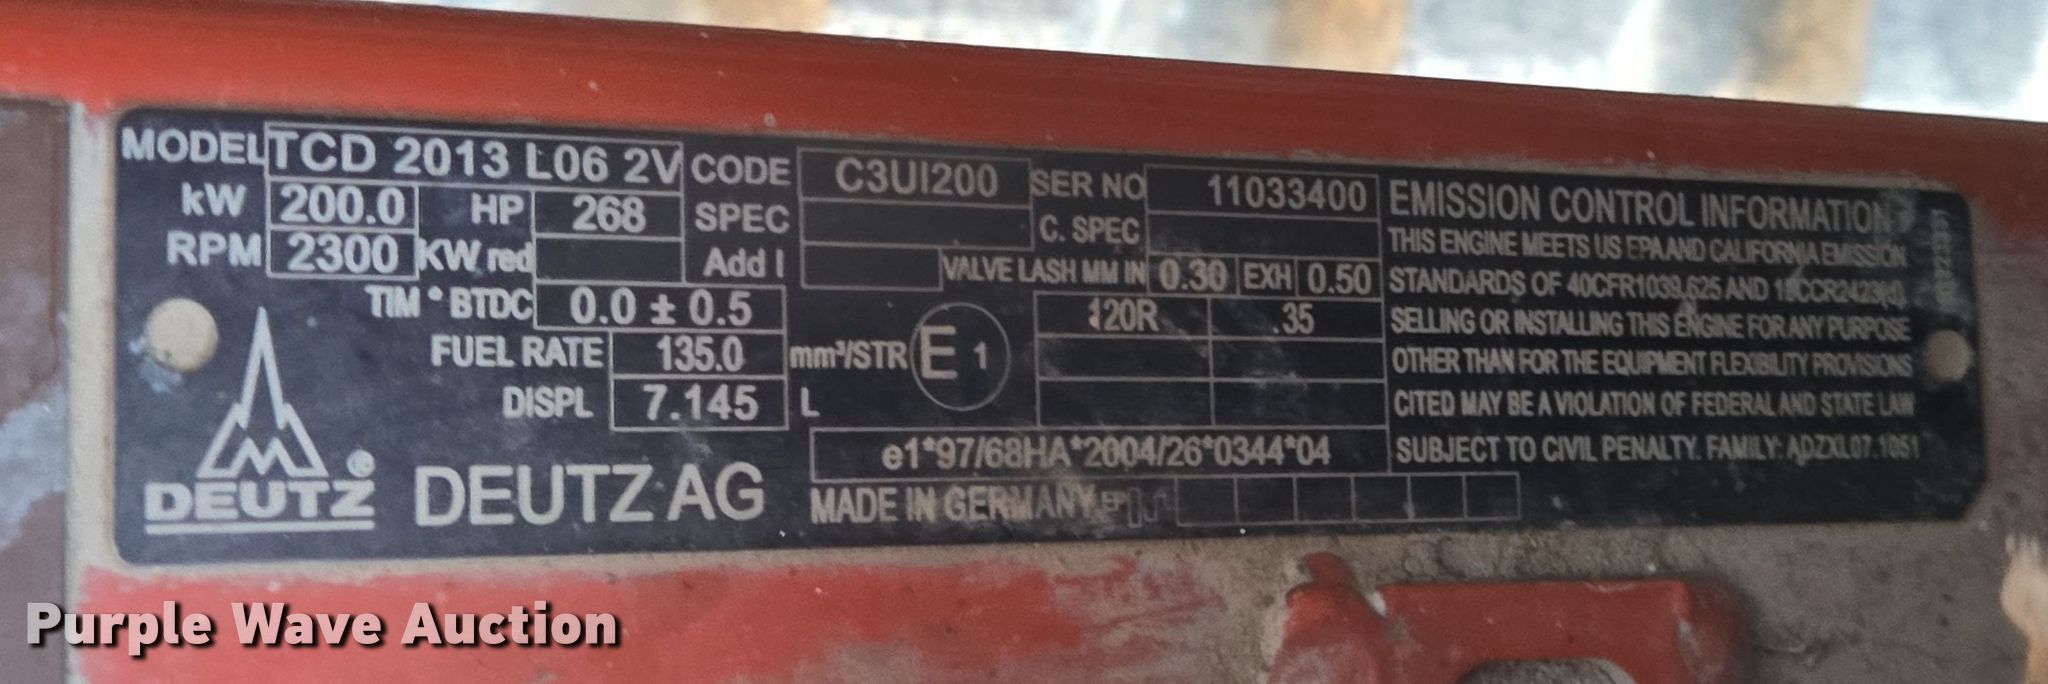 MODEL TCD 2013 L06 2V CODE C3UI200 SER NO 11033400
kW 200.0 HP 268 SPEC C. SPEC
RPM 2300 KW red Add I VALVE LASH MM IN 0.30 EXH 0.50
TIM ° BTDC 0.0 ± 0.5 120R .35
FUEL RATE 135.0 mm³/STR E 1
DISPL 7.145 L
e1*97/68HA*2004/26*0344*04
DEUTZ ® DEUTZ AG MADE IN GERMANY
EMISSION CONTROL INFORMATION
THIS ENGINE MEETS US EPA AND CALIFORNIA EMISSION
STANDARDS OF 40CFR1039.625 AND
SELLING OR INSTALLING THIS ENGINE FOR ANY PURPOSE
OTHER THAN FOR THE EQUIPMENT FLEXIBILITY PROVISIONS
CITED MAY BE A VIOLATION OF FEDERAL AND STATE LAW
SUBJECT TO CIVIL PENALTY. FAMILY: ADZXL07.1051
Purple Wave Auction